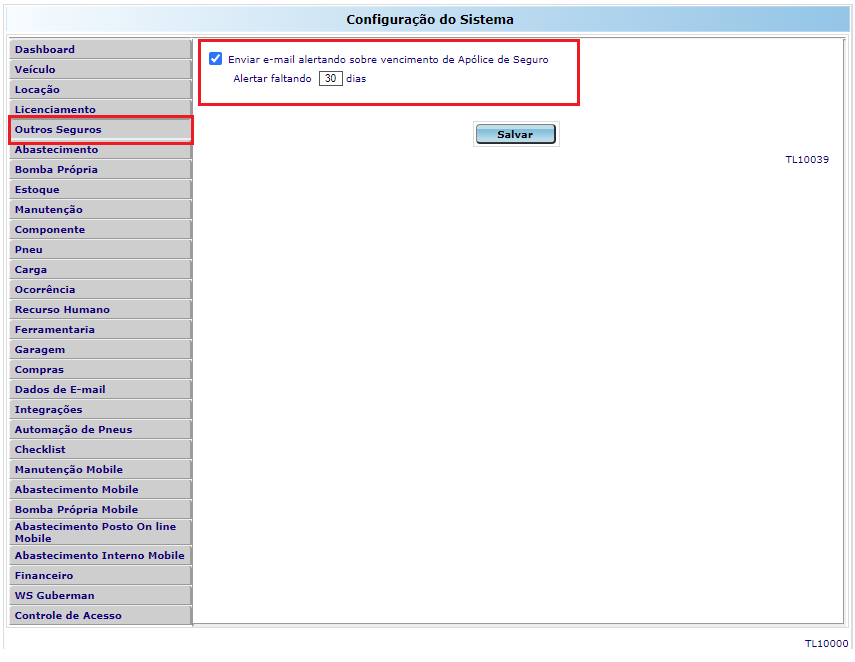 Configuração do Sistema
Dashboard
Veículo
Locação
Licenciamento
Outros Seguros
Abastecimento
Bomba Própria
Estoque
Manutenção
Componente
Pneu
Carga
Ocorrência
Recurso Humano
Ferramentaria
Garagem
Compras
Dados de E-mail
Integrações
Automação de Pneus
Checklist
Manutenção Mobile
Abastecimento Mobile
Bomba Própria Mobile
Abastecimento Posto On line
Mobile
Abastecimento Interno Mobile
Financeiro
WS Guberman
Controle de Acesso
Enviar e-mail alertando sobre vencimento de Apólice de Seguro
Alertar faltando 30 dias
Salvar
TL10039
TL10000